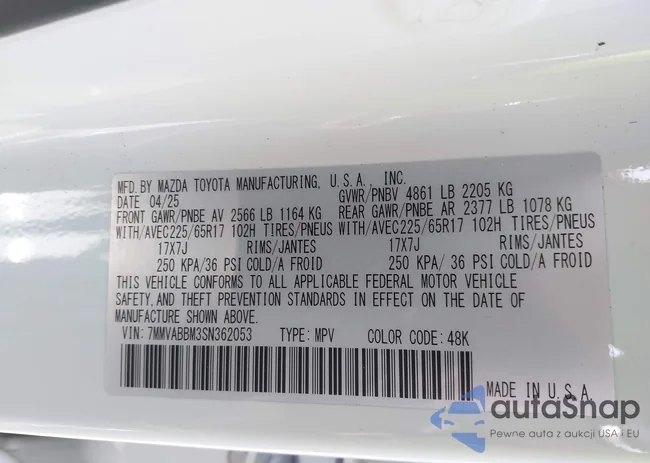 MFD. BY MAZDA TOYOTA MANUFACTURING, U.S.A., INC.
DATE 04/25 GVWR/PNBV 4861 LB 2205 KG
FRONT GAWR/PNBE AV 2566 LB 1164 KG REAR GAWR/PNBE AR 2377 LB 1078 KG
WITH/AVEC225/65R17 102H TIRES/PNEUS WITH/AVEC225/65R17 102H TIRES/PNEUS
17X7J RIMS/JANTES 17X7J RIMS/JANTES
250 KPA/36 PSI COLD/A FROID 250 KPA/ 36 PSI COLD/A FROID
THIS VEHICLE CONFORMS TO ALL APPLICABLE FEDERAL MOTOR VEHICLE
SAFETY, AND THEFT PREVENTION STANDARDS IN EFFECT ON THE DATE OF
MANUFACTURE SHOWN ABOVE.
VIN: 7MMVABBM3SN362053 TYPE: MPV COLOR CODE: 48K
MADE IN U.S.A.
autaSnap
Pewne auta z aukcji USA i EU